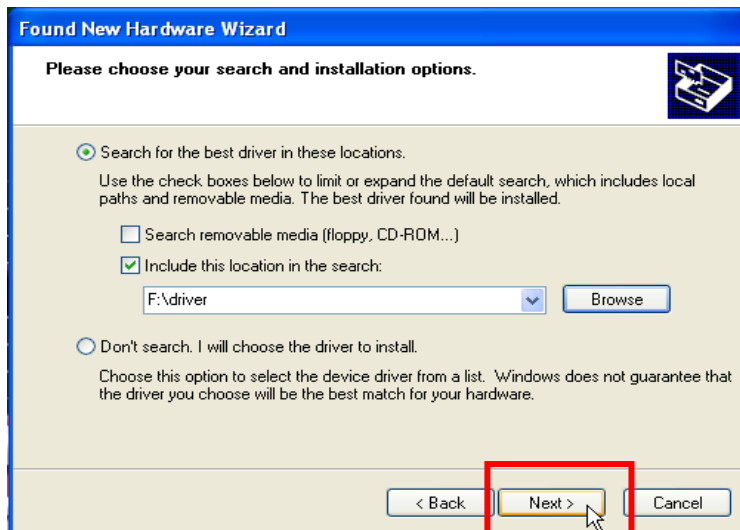 Found New Hardware Wizard
Please choose your search and installation options.
Search for the best driver in these locations.
Use the check boxes below to limit or expand the default search, which includes local
paths and removable media. The best driver found will be installed.
Search removable media (floppy, CD-ROM...)
Include this location in the search:
F:\driver
Browse
Don't search. I will choose the driver to install.
Choose this option to select the device driver from a list. Windows does not guarantee that
the driver you choose will be the best match for your hardware.
< Back
Next >
Cancel